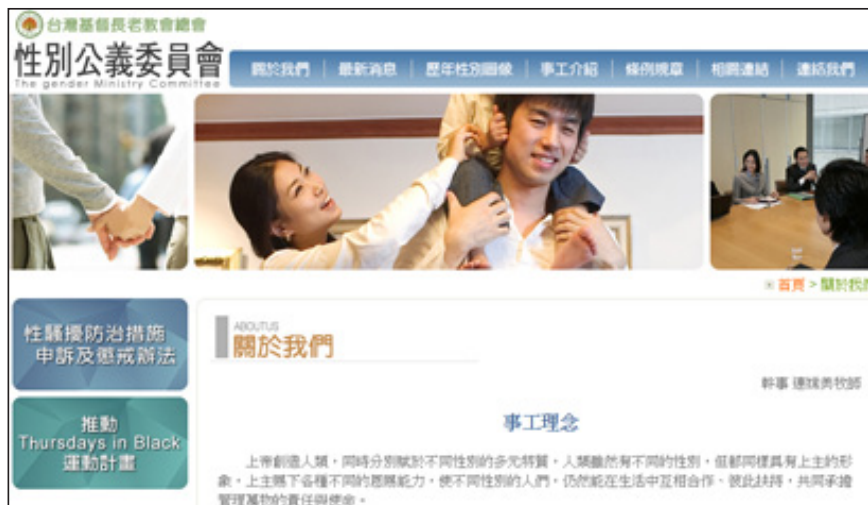 台灣基督長老教會總會
性別公義委員會
The gender Ministry Committee
關於我們 | 最新消息 | 歷年性別圖像 | 事工介紹 | 條例規章 | 相關連結 | 連絡我們
首頁 > 關於我們
性騷擾防治措施
申訴及懲戒辦法
推動
Thursdays in Black
運動計畫
ABOUTUS
關於我們
幹事 美牧師
事工理念
上帝創造人類，同時分別賦於不同性別的多元特質，人類雖然有不同的性別，但都同樣具有上主的形
象，上主賜下各種不同的恩賜能力，使不同性別的人們，仍然能在生活中互相合作、彼此扶持，共同承擔
管理萬物的責任與使命。